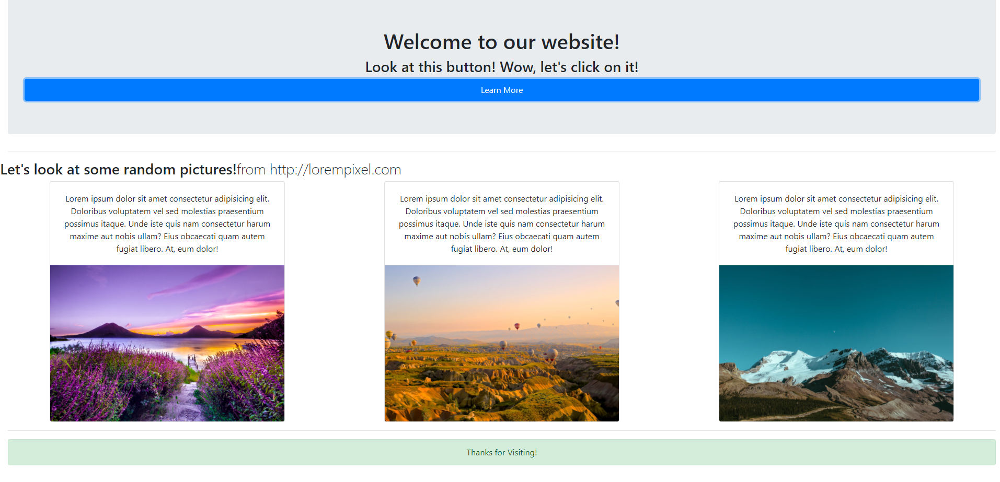 Welcome to our website!
Look at this button! Wow, let's click on it!
Learn More
Let's look at some random pictures!from http://lorempixel.com
Lorem ipsum dolor sit amet consectetur adipisicing elit.
Doloribus voluptatem vel sed molestias praesentium
possimus itaque. Unde iste quis nam consectetur harum
maxime aut nobis ullam? Eius obcaecati quam autem
fugiat libero. At, eum dolor!
Lorem ipsum dolor sit amet consectetur adipisicing elit.
Doloribus voluptatem vel sed molestias praesentium
possimus itaque. Unde iste quis nam consectetur harum
maxime aut nobis ullam? Eius obcaecati quam autem
fugiat libero. At, eum dolor!
Lorem ipsum dolor sit amet consectetur adipisicing elit.
Doloribus voluptatem vel sed molestias praesentium
possimus itaque. Unde iste quis nam consectetur harum
maxime aut nobis ullam? Eius obcaecati quam autem
fugiat libero. At, eum dolor!
Thanks for Visiting!